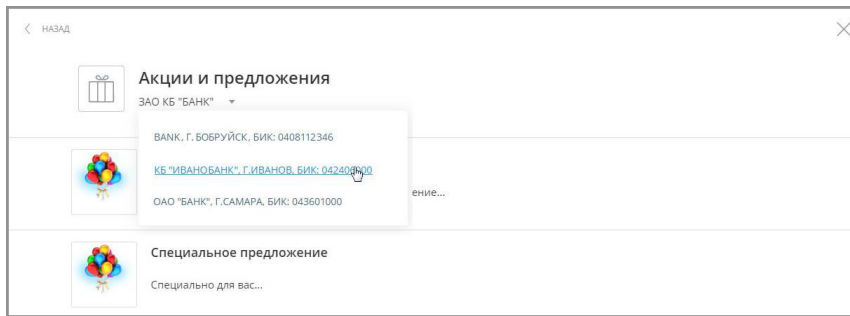 НАЗАД
Акции и предложения
ЗАО КБ "БАНК"
BANK, Г. БОБРУЙСК, БИК: 0408112346
КБ "ИВАНОБАНК", Г.ИВАНОВ, БИК: 042406000
ение...
ОАО "БАНК", Г.САМАРА, БИК: 043601000
Специальное предложение
Специально для вас...